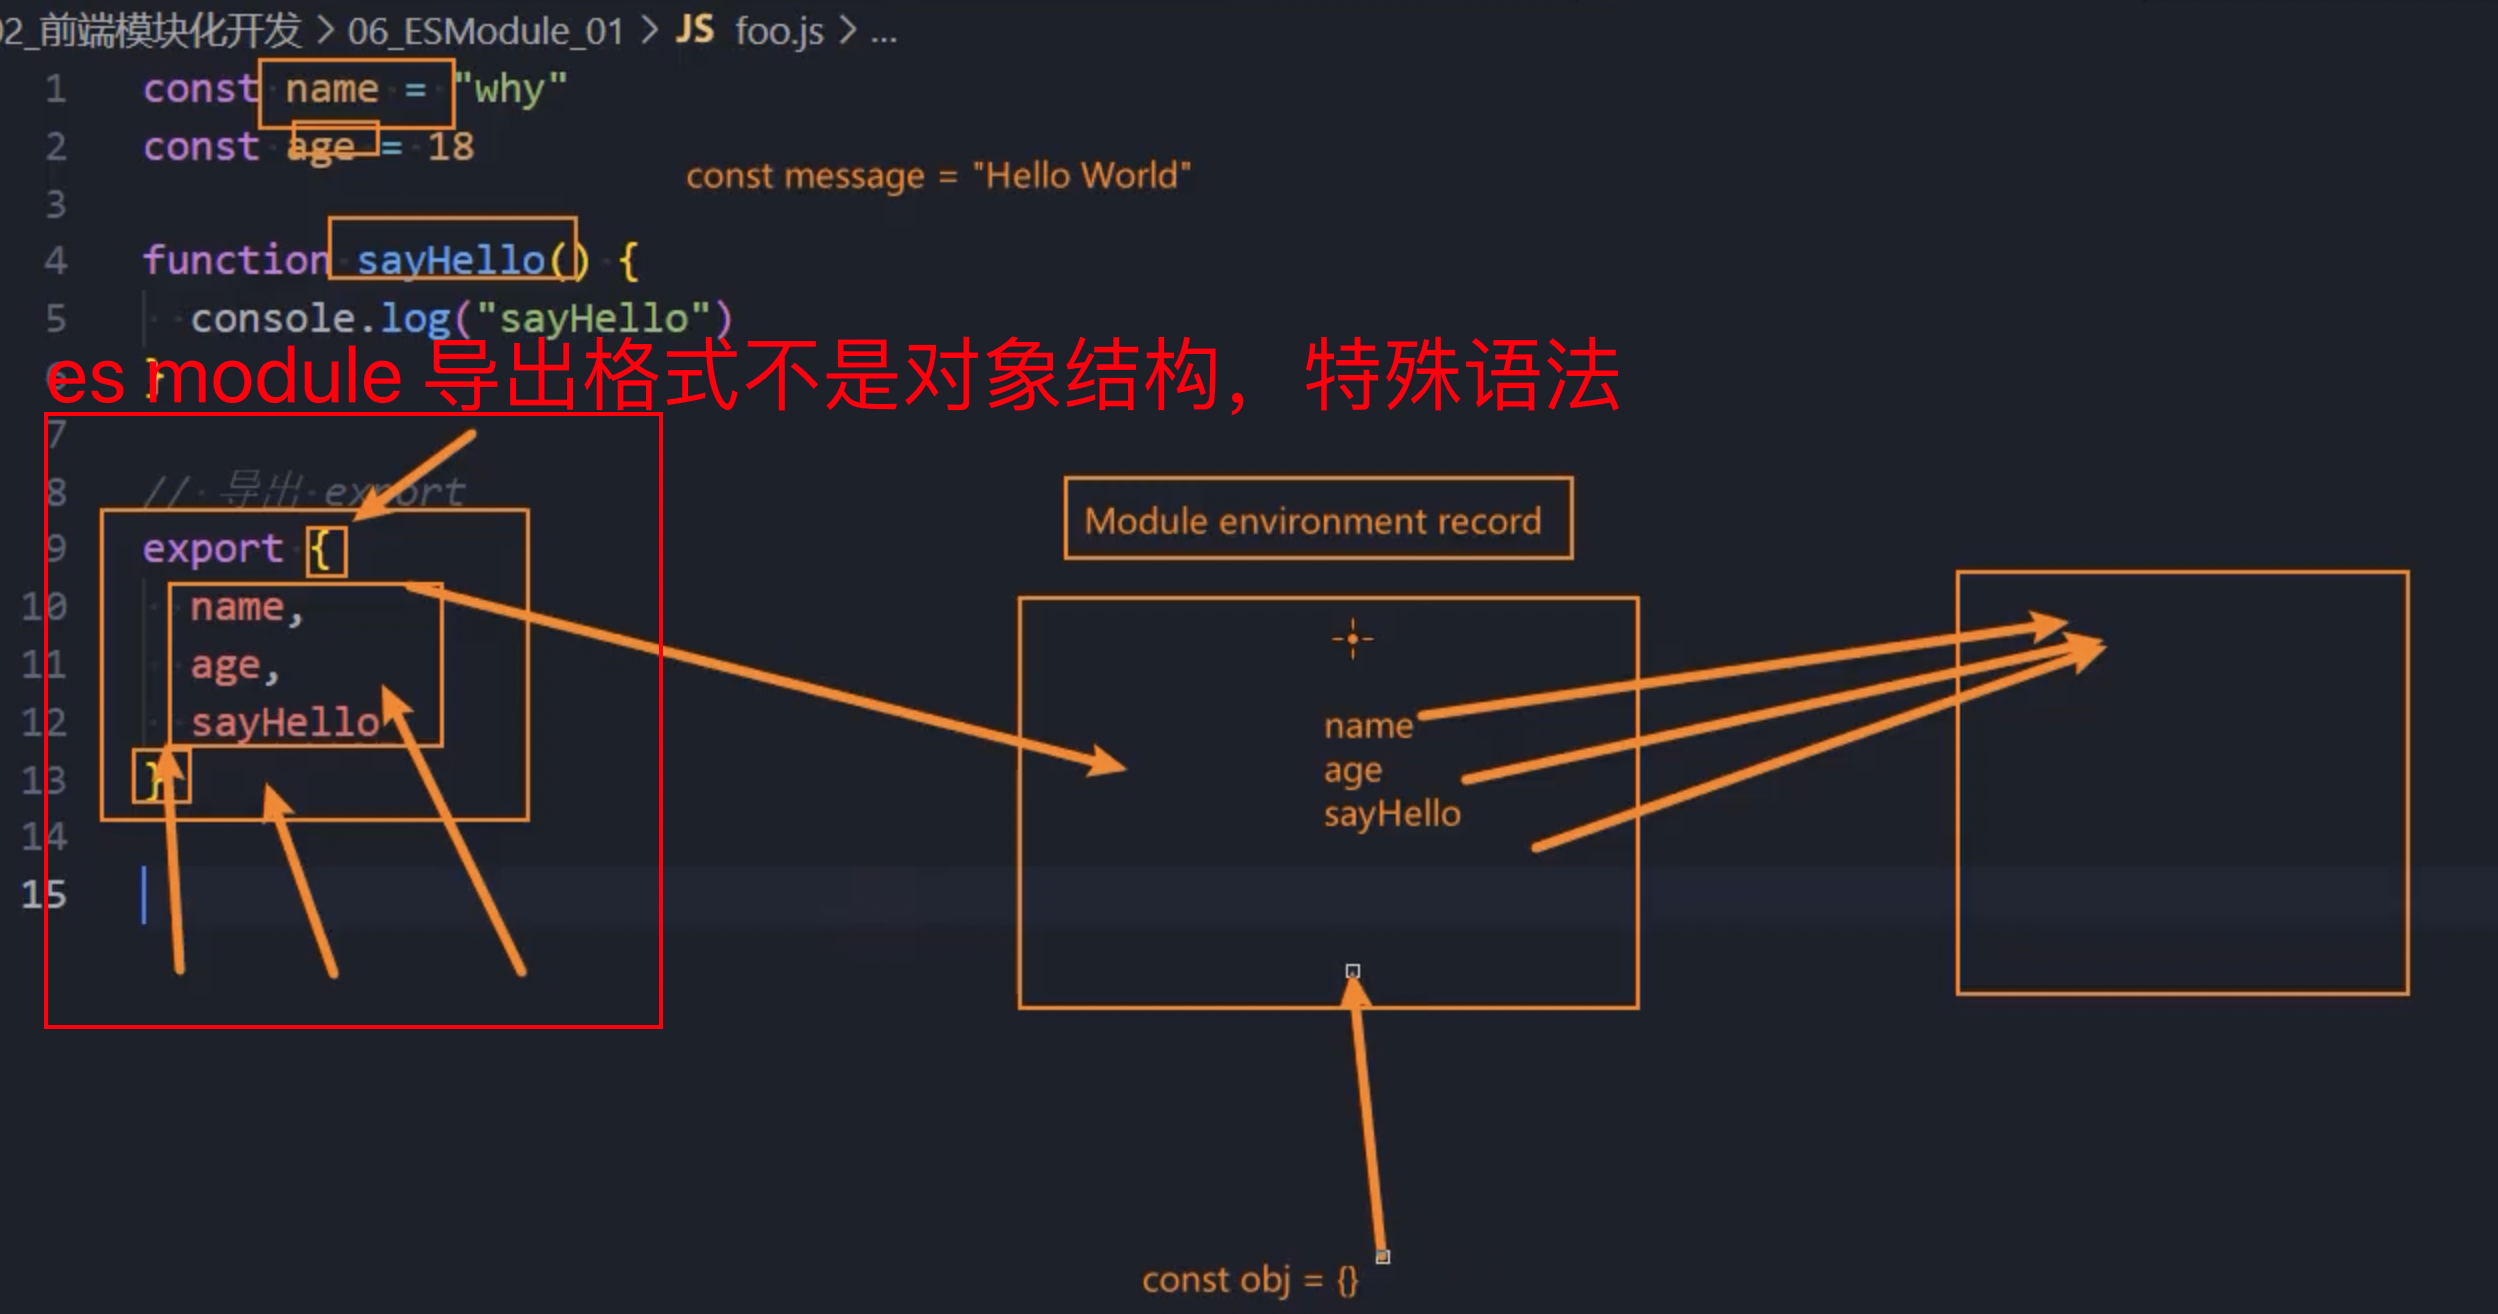 02_前端模块化开发 > 06_ESModule_01 > JS foo.js > ...
1 const name = "why"
2 const age = 18
const message = "Hello World"
3
4 function sayHello() {
5 console.log("sayHello")
6 }
es module 导出格式不是对象结构，特殊语法
7
8 // 导出 export
9 export {
10 name,
11 age,
12 sayHello
13 }
14
15
Module environment record
name
age
sayHello
const obj = {}